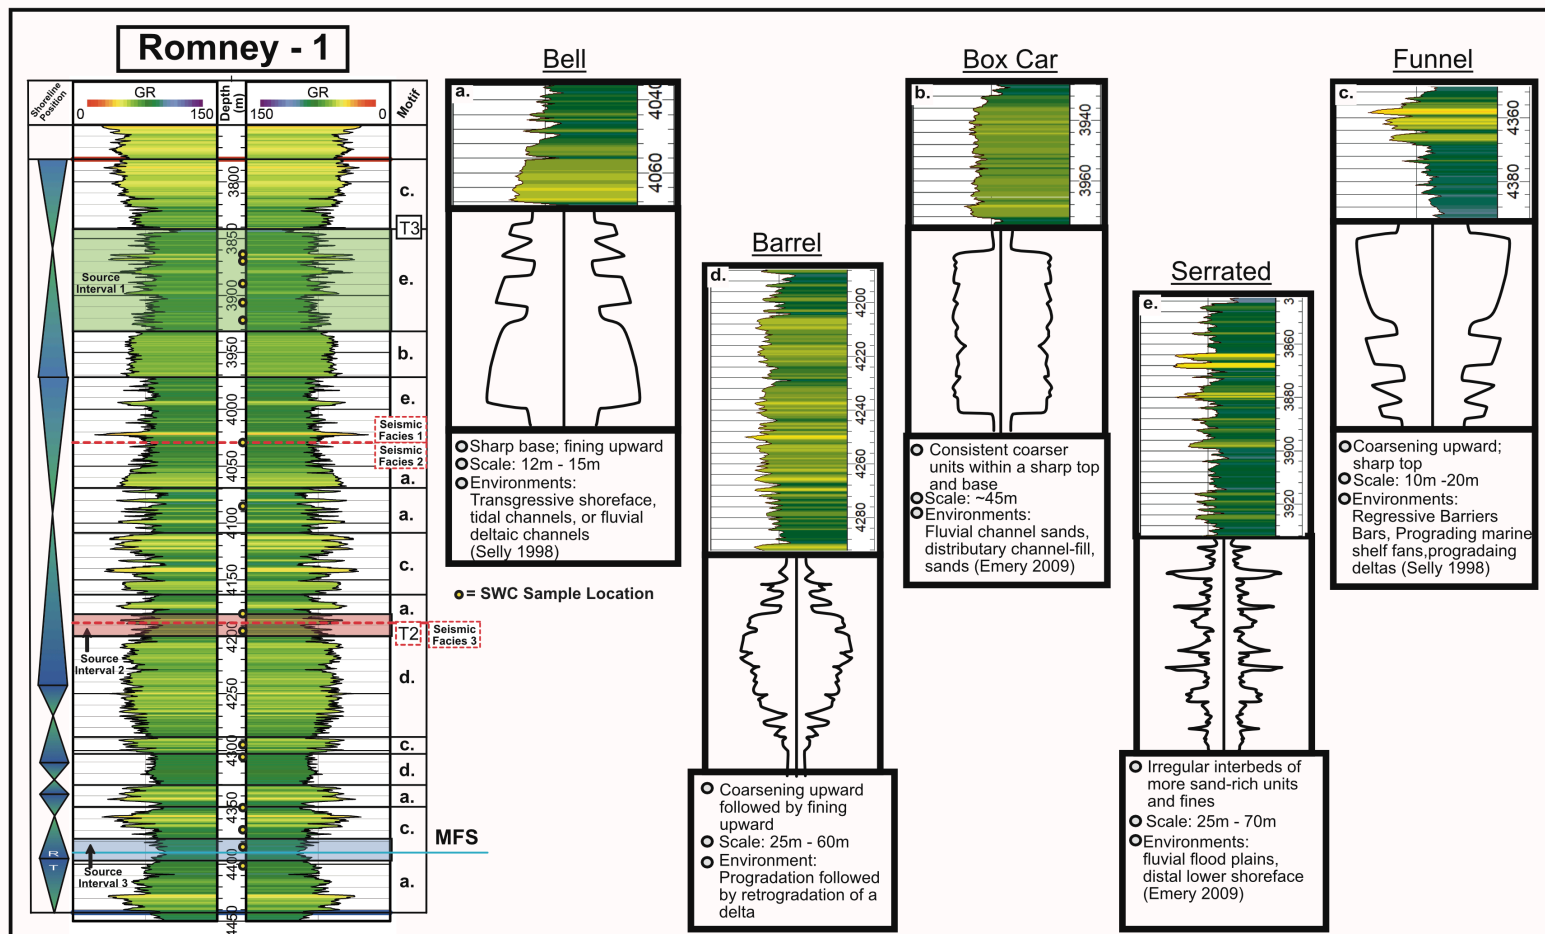 Romney - 1
Shoreline
Position
GR
0
150
Depth
(m)
GR
150
0
Motif
3800
3850
3900
3950
4000
4050
4100
4150
4200
4250
4300
4350
4400
4450
c.
T3
e.
b.
e.
Seismic
Facies 1
Seismic
Facies 2
a.
a.
c.
a.
T2
Seismic
Facies 3
d.
c.
d.
a.
c.
a.
Source
Interval 1
Source
Interval 2
Source
Interval 3
R
T
MFS
Bell
a.
4040
4060
Sharp base; fining upward
Scale: 12m - 15m
Environments:
Transgressive shoreface,
tidal channels, or fluvial
deltaic channels
(Selly 1998)
= SWC Sample Location
Barrel
d.
4200
4220
4240
4260
4280
Coarsening upward
followed by fining
upward
Scale: 25m - 60m
Environment:
Progradation followed
by retrogradation of a
delta
Box Car
b.
3940
3960
Consistent coarser
units within a sharp top
and base
Scale: ~45m
Environments:
Fluvial channel sands,
distributary channel-fill,
sands (Emery 2009)
Serrated
e.
3
3860
3880
3900
3920
Irregular interbeds of
more sand-rich units
and fines
Scale: 25m - 70m
Environments:
fluvial flood plains,
distal lower shoreface
(Emery 2009)
Funnel
c.
4360
4380
Coarsening upward;
sharp top
Scale: 10m -20m
Environments:
Regressive Barriers
Bars, Prograding marine
shelf fans,progradaing
deltas (Selly 1998)